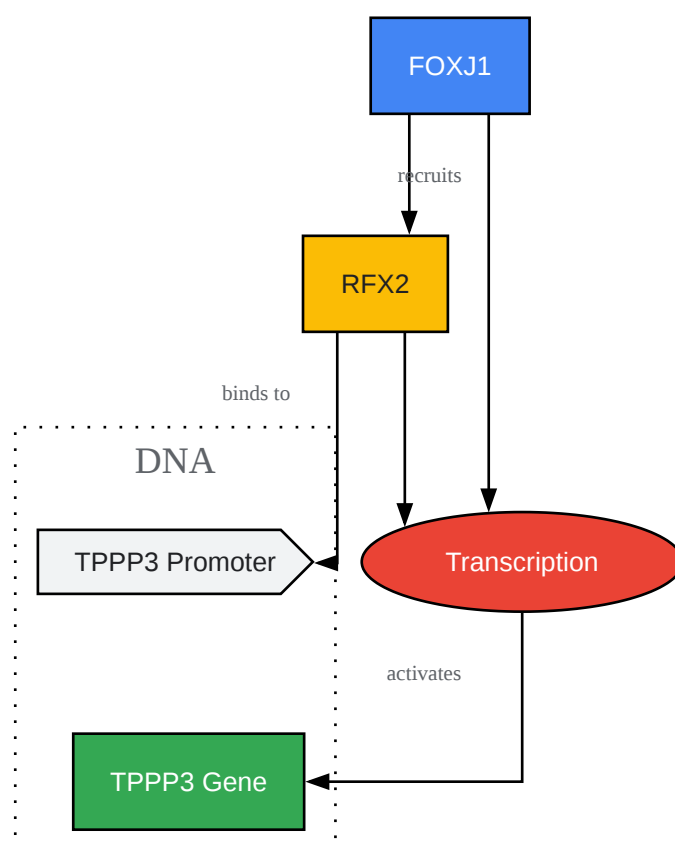 FOXJ1
recruits
RFX2
binds to
DNA
TPPP3 Promoter
Transcription
activates
TPPP3 Gene